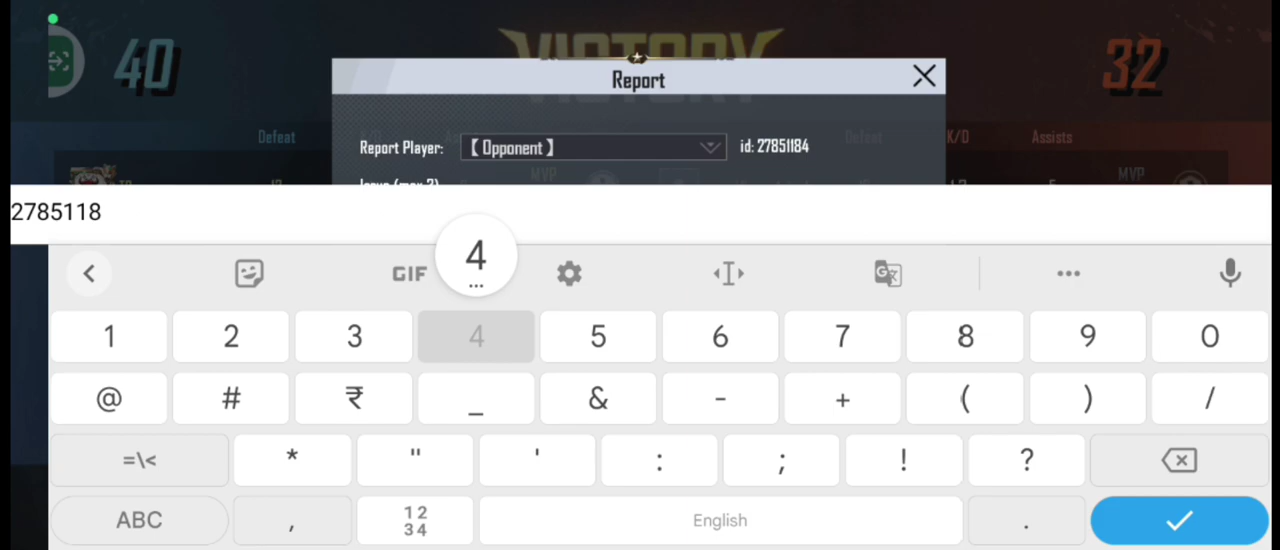 40
VICTORY
32
Report
Defeat
K/D
Assists
Report Player: 【 Opponent 】 id: 27851184
MVP
MVP
2785118
4
...
GIF
1 2 3 4 5 6 7 8 9 0
@ # ₹ _ & - + ( ) /
=\< * " ' : ; ! ?
ABC , 12 34 English .